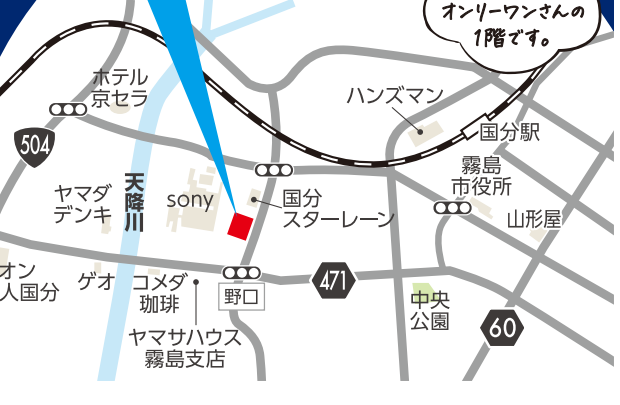 オンリーワンさんの
1階です。
ホテル
京セラ
ハンズマン
504
国分駅
霧島
市役所
ヤマダ
デンキ
天降川
sony
国分
スターレーン
山形屋
オン
人国分
ゲオ
コメダ
珈琲
野口
471
中央
公園
60
ヤマサハウス
霧島支店